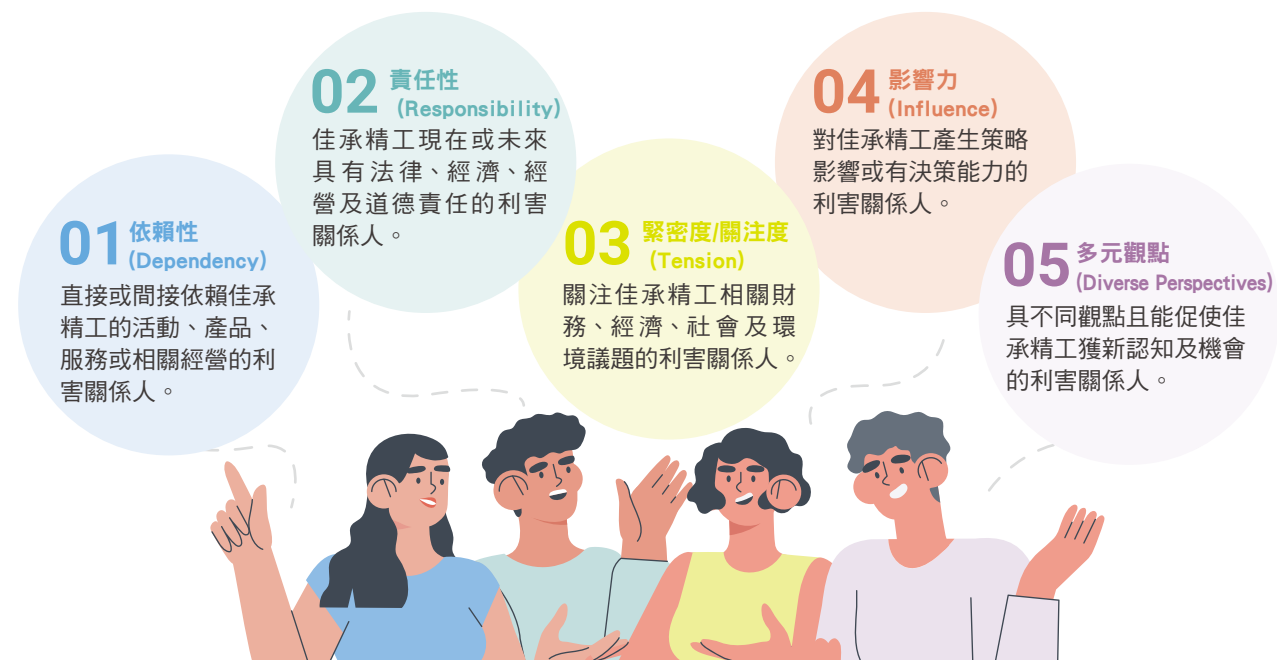 01 依賴性
(Dependency)
直接或間接依賴佳承
精工的活動、產品、
服務或相關經營的利
害關係人。
02 責任性
(Responsibility)
佳承精工現在或未來
具有法律、經濟、經
營及道德責任的利害
關係人。
03 緊密度/關注度
(Tension)
關注佳承精工相關財
務、經濟、社會及環
境議題的利害關係人。
04 影響力
(Influence)
對佳承精工產生策略
影響或有決策能力的
利害關係人。
05 多元觀點
(Diverse Perspectives)
具不同觀點且能促使佳
承精工獲新認知及機會
的利害關係人。